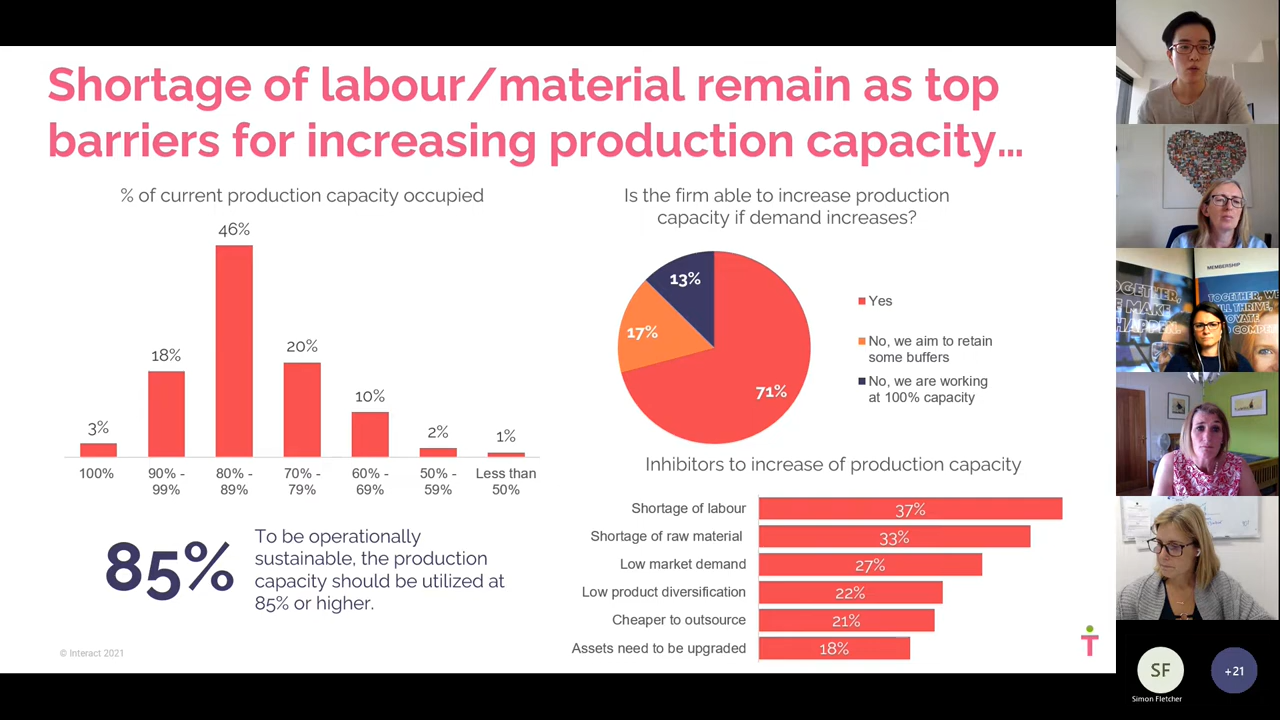 Shortage of labour/material remain as top
barriers for increasing production capacity…
% of current production capacity occupied
46%
18%
20%
10%
3%
2%
1%
100%
90% -
99%
80% -
89%
70% -
79%
60% -
69%
50% -
59%
Less than
50%
85%
To be operationally
sustainable, the production
capacity should be utilized at
85% or higher.
© Interact 2021
Is the firm able to increase production
capacity if demand increases?
13%
17%
71%
Yes
No, we aim to retain
some buffers
No, we are working
at 100% capacity
Inhibitors to increase of production capacity
Shortage of labour 37%
Shortage of raw material 33%
Low market demand 27%
Low product diversification 22%
Cheaper to outsource 21%
Assets need to be upgraded 18%
MEMBERSHIP
TOGETHER, WE
THRIVE,
SF
Simon Fletcher
+21